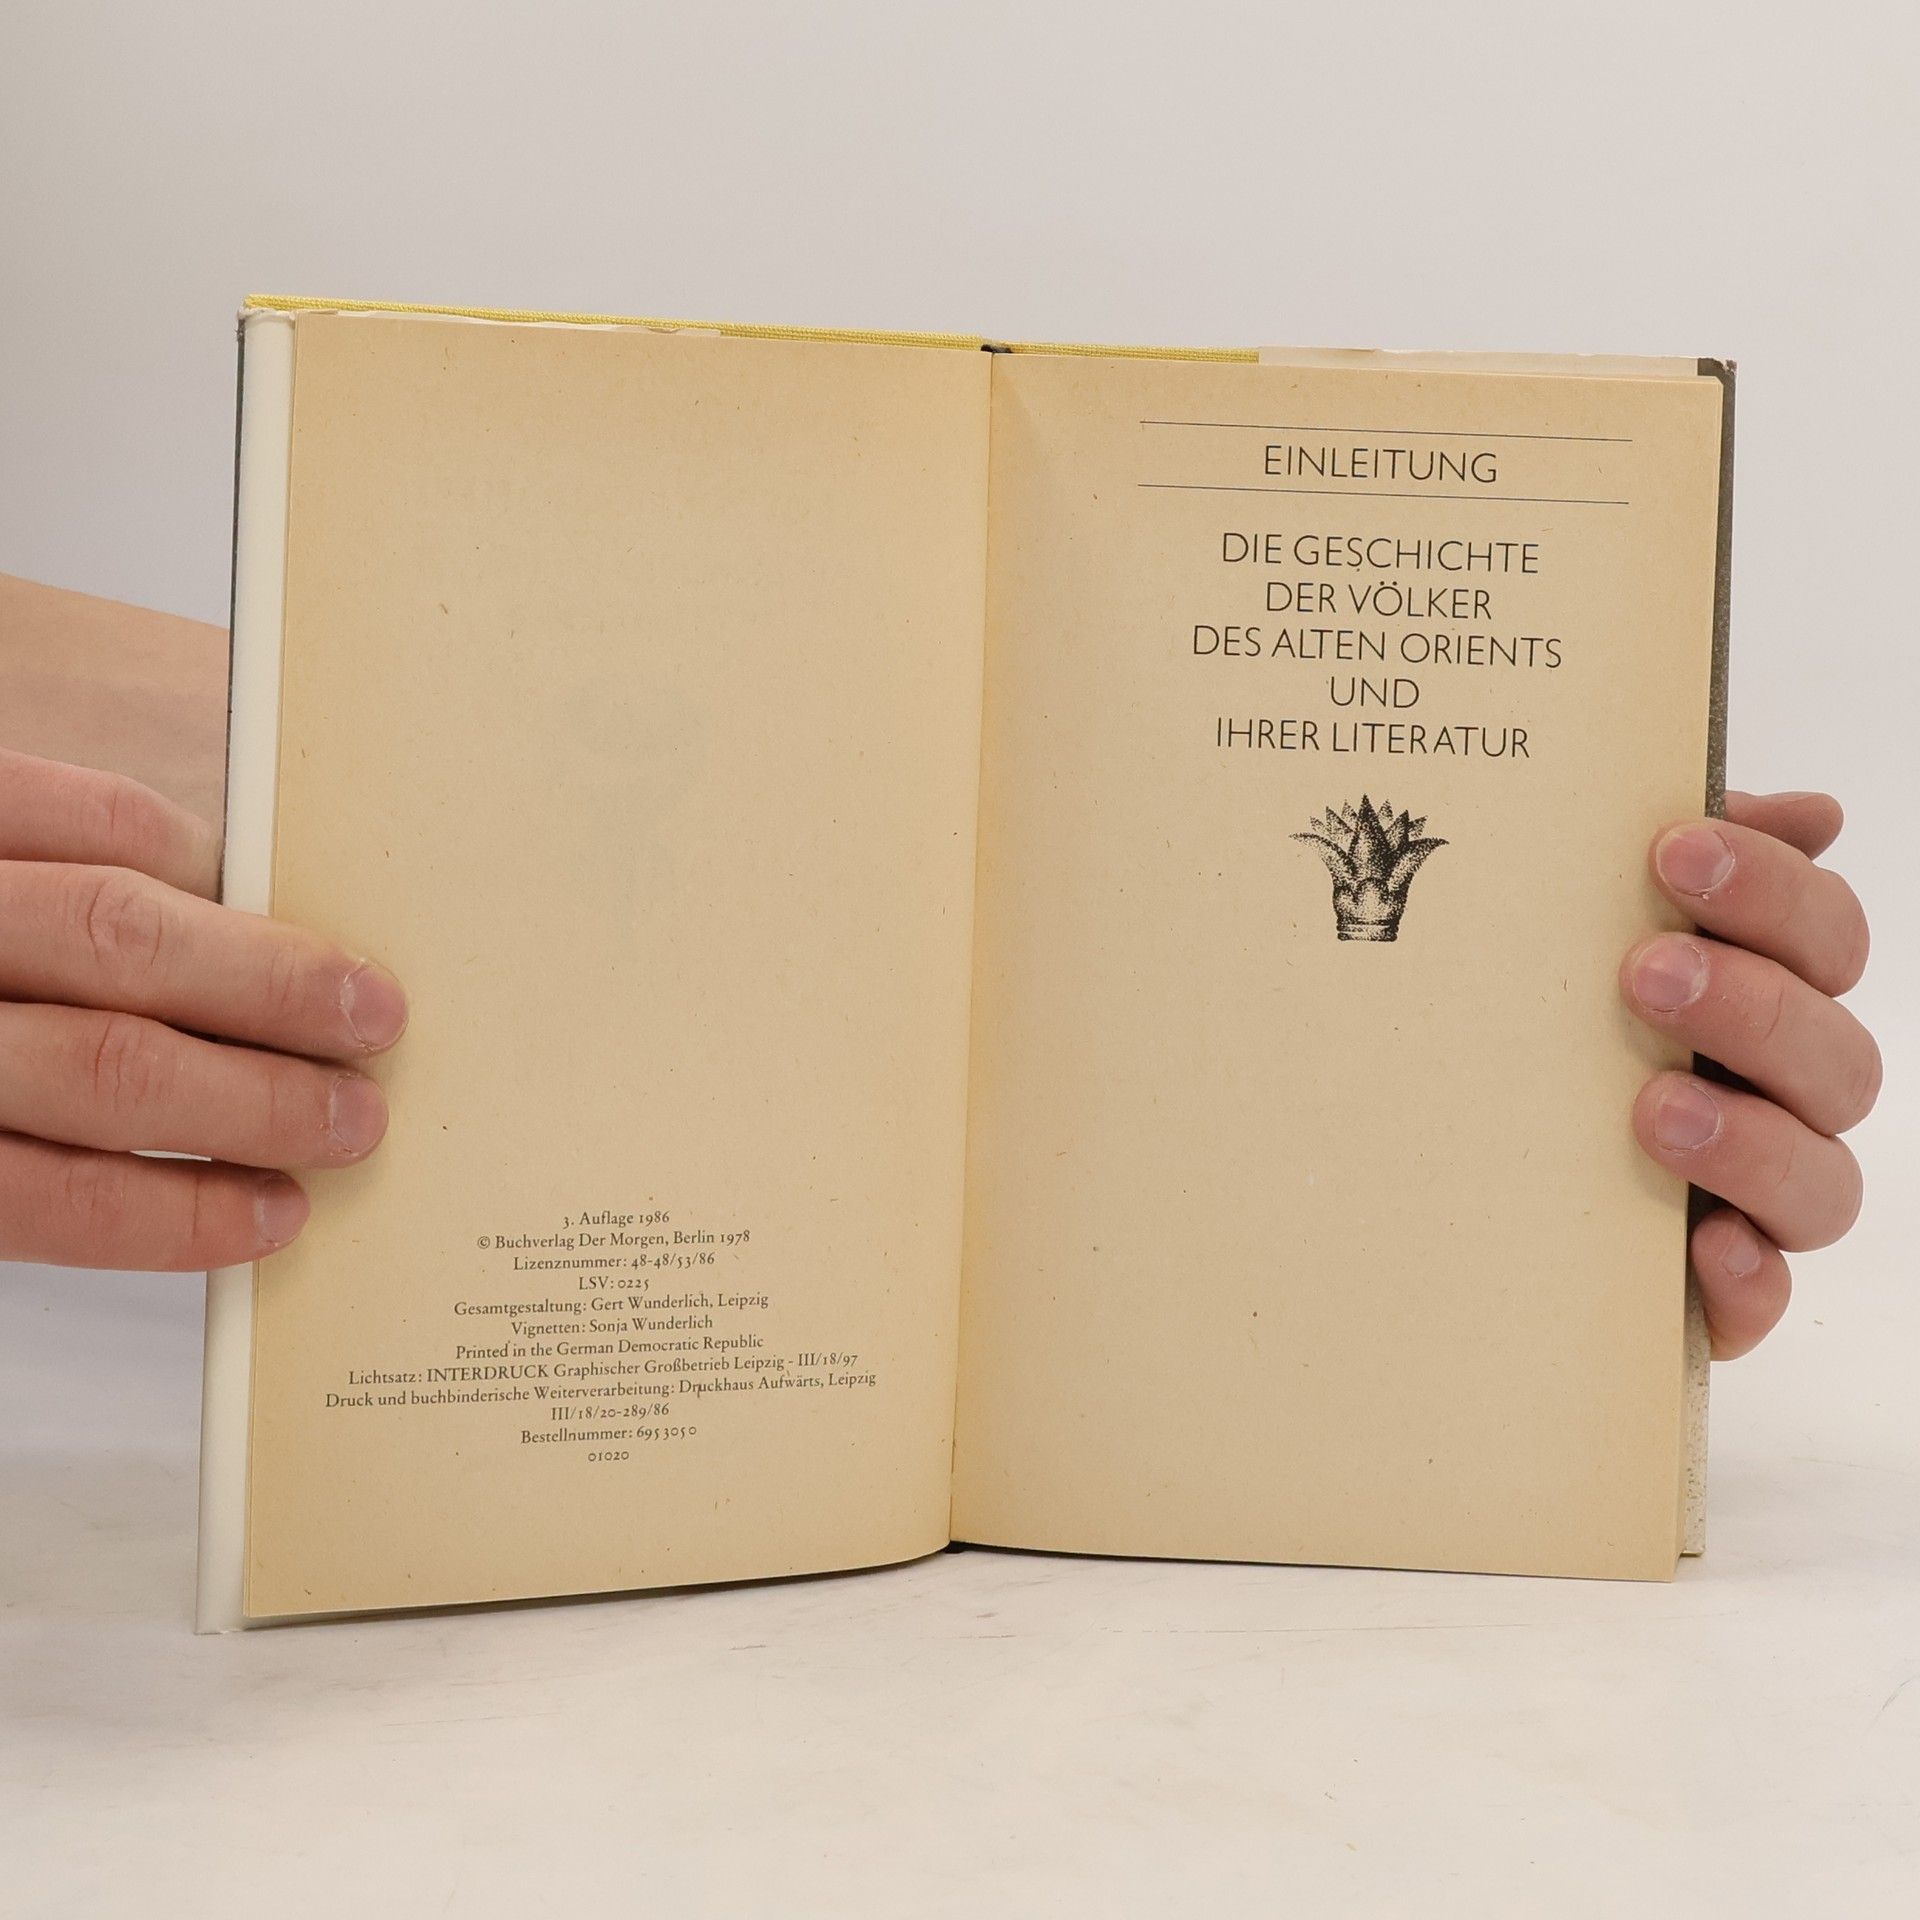 3. Auflage 1986
© Buchverlag Der Morgen, Berlin 1978
Lizenznummer: 48-48/53/86
LSV: 0225
Gesamtgestaltung: Gert Wunderlich, Leipzig
Vignetten: Sonja Wunderlich
Printed in the German Democratic Republic
Lichtsatz: INTERDRUCK Graphischer Großbetrieb Leipzig - III/18/97
Druck und buchbinderische Weiterverarbeitung: Druckhaus Aufwärts, Leipzig
III/18/20-289/86
Bestellnummer: 695 305 0
01020
EINLEITUNG
DIE GESCHICHTE
DER VÖLKER
DES ALTEN ORIENTS
UND
IHRER LITERATUR